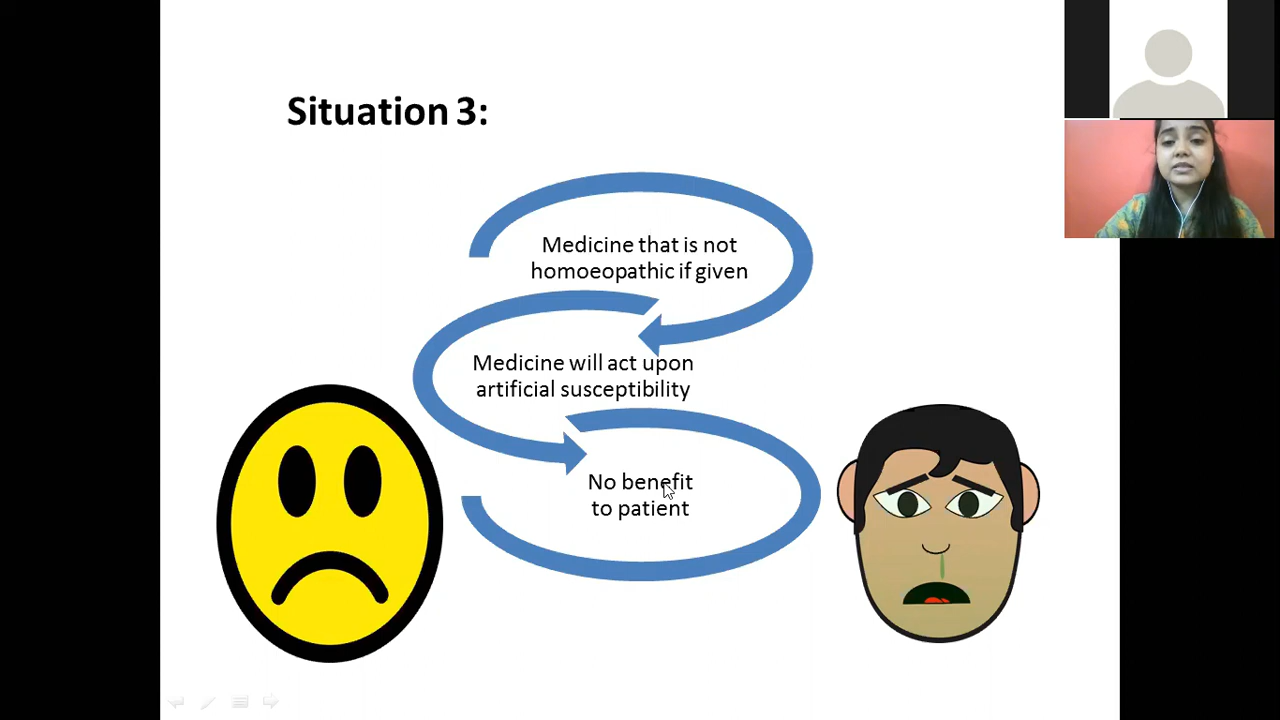 Situation 3:
Medicine that is not
homoeopathic if given
Medicine will act upon
artificial susceptibility
No benefit
to patient